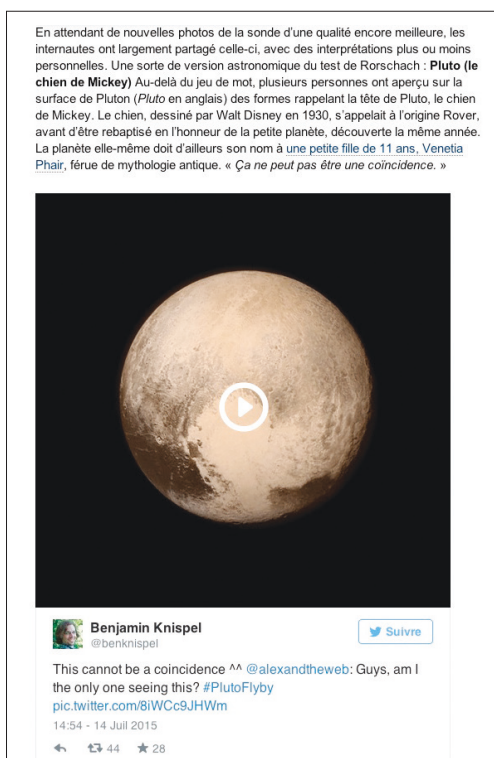 En attendant de nouvelles photos de la sonde d'une qualité encore meilleure, les
internautes ont largement partagé celle-ci, avec des interprétations plus ou moins
personnelles. Une sorte de version astronomique du test de Rorschach : Pluto (le
chien de Mickey) Au-delà du jeu de mot, plusieurs personnes ont aperçu sur la
surface de Pluton (Pluto en anglais) des formes rappelant la tête de Pluto, le chien
de Mickey. Le chien, dessiné par Walt Disney en 1930, s'appelait à l'origine Rover,
avant d'être rebaptisé en l'honneur de la petite planète, découverte la même année.
La planète elle-même doit d'ailleurs son nom à une petite fille de 11 ans, Venetia
Phair, férue de mythologie antique. « Ça ne peut pas être une coïncidence. »
Benjamin Knispel
@benknispel
Suivre
This cannot be a coincidence ^^ @alexandtheweb: Guys, am I
the only one seeing this? #PlutoFlyby
pic.twitter.com/8iWCc9JHWm
14:54 - 14 Juil 2015
44 28